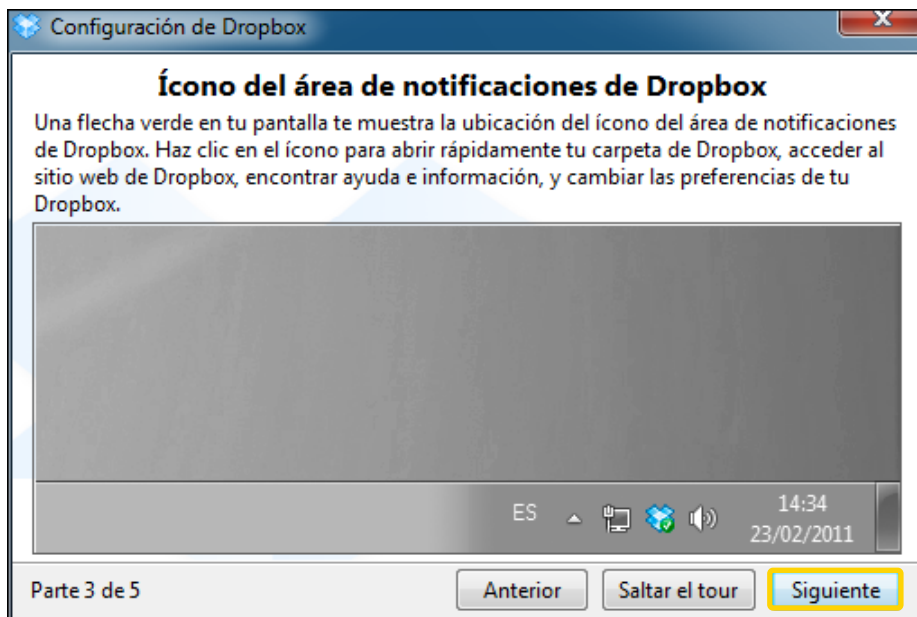 Configuración de Dropbox
Ícono del área de notificaciones de Dropbox
Una flecha verde en tu pantalla te muestra la ubicación del ícono del área de notificaciones
de Dropbox. Haz clic en el ícono para abrir rápidamente tu carpeta de Dropbox, acceder al
sitio web de Dropbox, encontrar ayuda e información, y cambiar las preferencias de tu
Dropbox.
ES
14:34
23/02/2011
Parte 3 de 5
Anterior
Saltar el tour
Siguiente